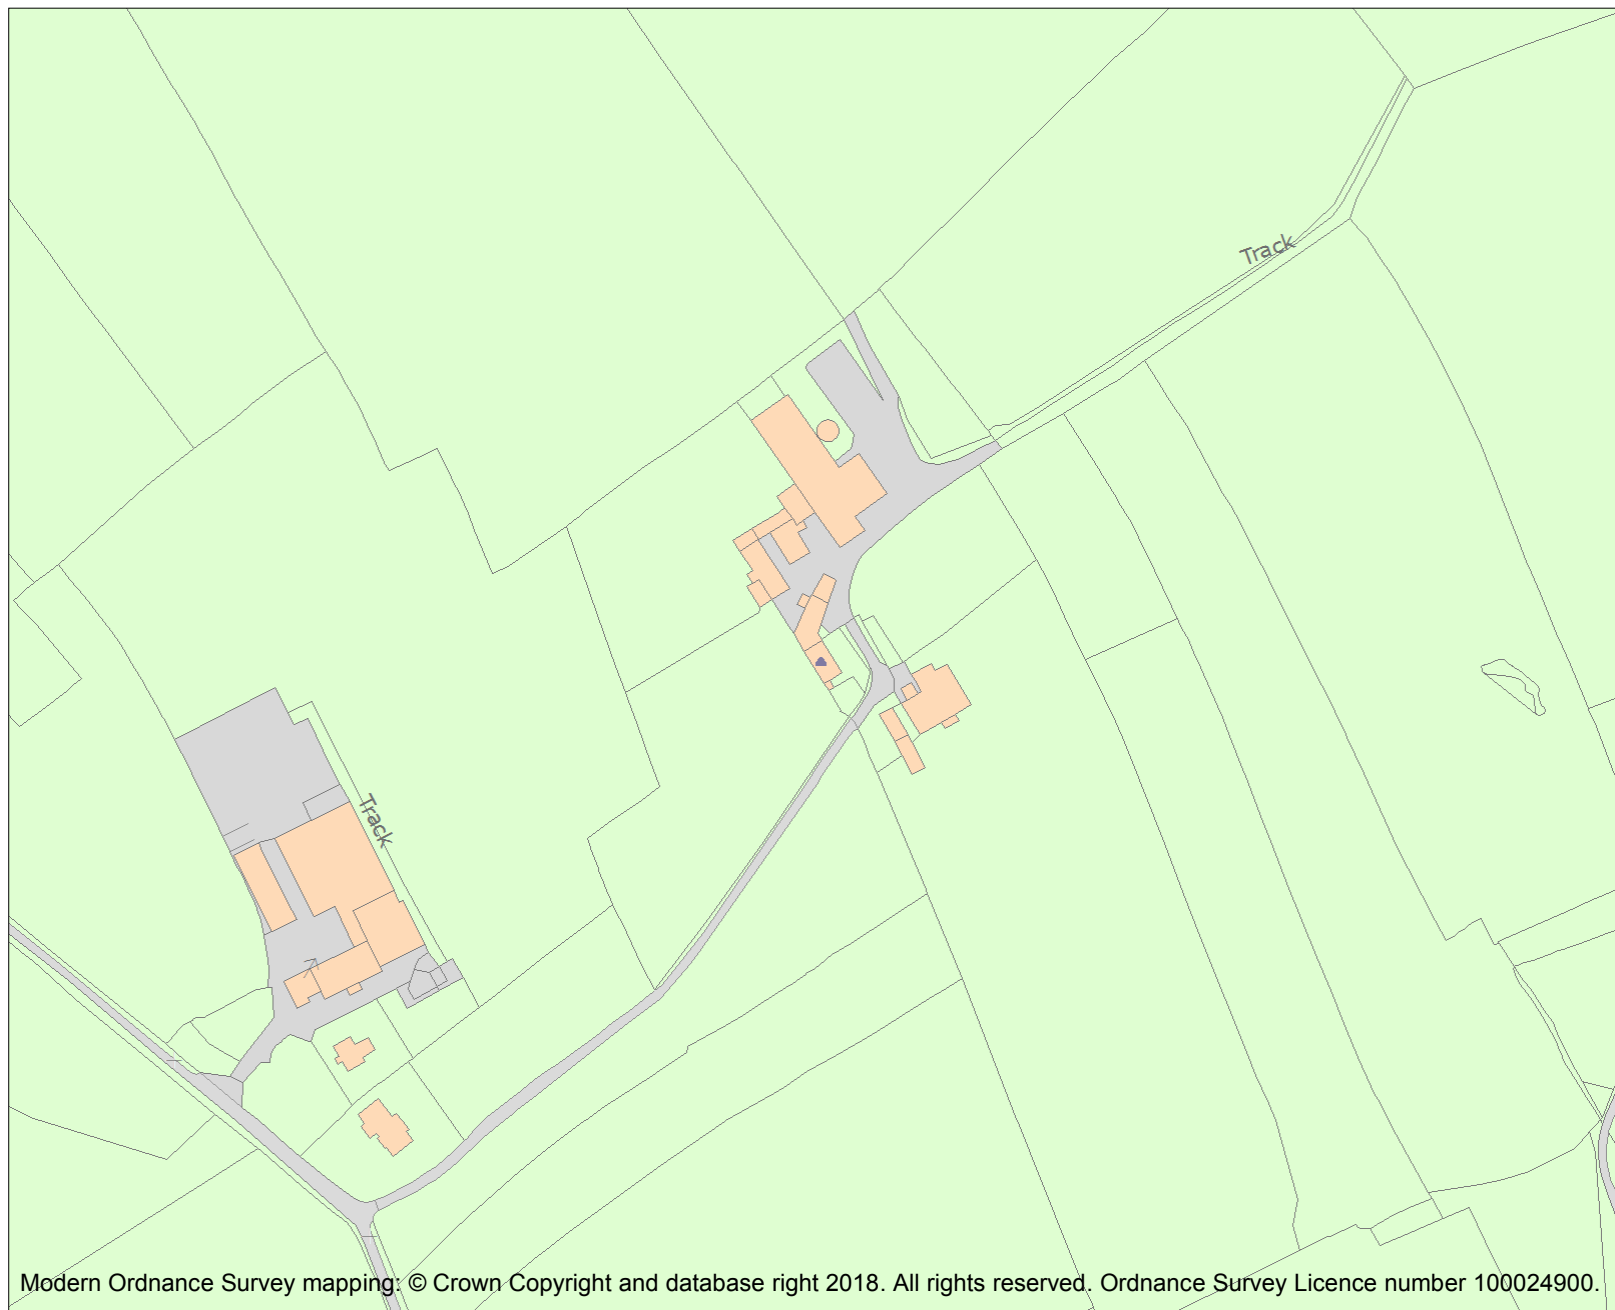 Track
Track
Modern Ordnance Survey mapping: © Crown Copyright and database right 2018. All rights reserved. Ordnance Survey Licence number 100024900.